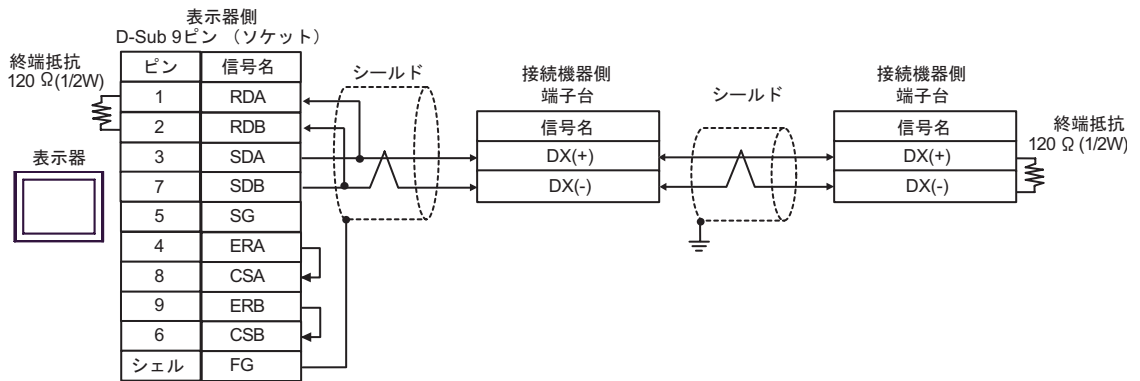 表示器側
D-Sub 9ピン （ソケット）
終端抵抗
120 Ω(1/2W)
ピン 信号名
1 RDA
2 RDB
3 SDA
7 SDB
5 SG
4 ERA
8 CSA
9 ERB
6 CSB
シェル FG
表示器
シールド
接続機器側
端子台
信号名
DX(+)
DX(-)
シールド
接続機器側
端子台
信号名
DX(+)
DX(-)
終端抵抗
120 Ω (1/2W)